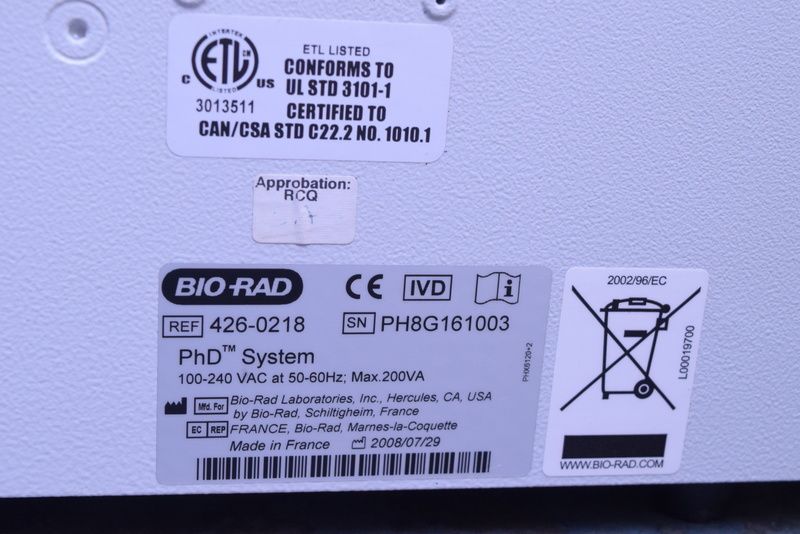 INTERTEK
ETL CM
LISTED
C US
3013511
ETL LISTED
CONFORMS TO
UL STD 3101-1
CERTIFIED TO
CAN/CSA STD C22.2 NO. 1010.1
Approbation:
RCQ
BIO-RAD CE IVD i
REF 426-0218 SN PH8G161003
PhD™ System
100-240 VAC at 50-60Hz; Max.200VA
Mfd. For Bio-Rad Laboratories, Inc., Hercules, CA, USA
by Bio-Rad, Schiltigheim, France
EC REP FRANCE, Bio-Rad, Marnes-la-Coquette
Made in France 2008/07/29
PHX65120+2
2002/96/EC
L00019700
WWW.BIO-RAD.COM